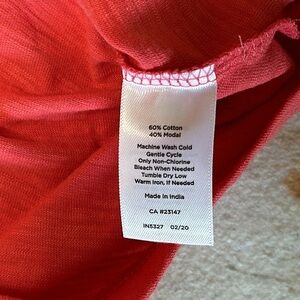 60% Cotton
40% Modal
Machine Wash Cold
Gentle Cycle
Only Non-Chlorine
Bleach When Needed
Tumble Dry Low
Warm Iron, If Needed
Made in India
CA #23147
IN5327 02/20